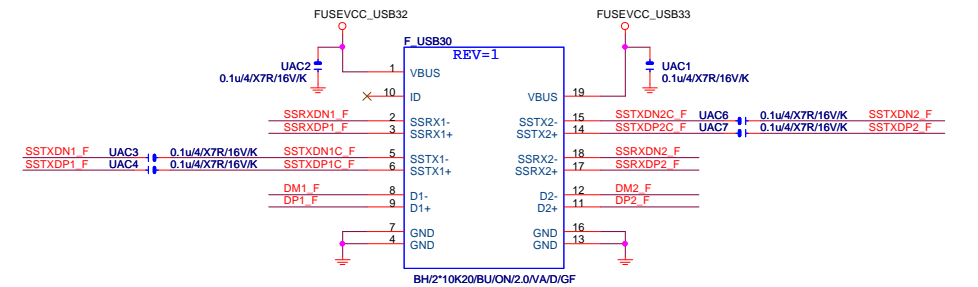 FUSEVCC_USB32
FUSEVCC_USB33
F_USB30
REV=1
UAC2
0.1u/4/X7R/16V/K
UAC1
0.1u/4/X7R/16V/K
1 VBUS
10 ID
VBUS 19
SSRXDN1_F 2 SSRX1-
SSRXDP1_F 3 SSRX1+
SSTX2- 15 SSTXDN2C_F UAC6 0.1u/4/X7R/16V/K SSTXDN2_F
SSTX2+ 14 SSTXDP2C_F UAC7 0.1u/4/X7R/16V/K SSTXDP2_F
SSTXDN1_F UAC3 0.1u/4/X7R/16V/K SSTXDN1C_F 5 SSTX1-
SSTXDP1_F UAC4 0.1u/4/X7R/16V/K SSTXDP1C_F 6 SSTX1+
SSRX2- 18 SSRXDN2_F
SSRX2+ 17 SSRXDP2_F
DM1_F 8 D1-
DP1_F 9 D1+
D2- 12 DM2_F
D2+ 11 DP2_F
7 GND
4 GND
GND 16
GND 13
BH/2*10K20/BU/ON/2.0/VA/D/GF